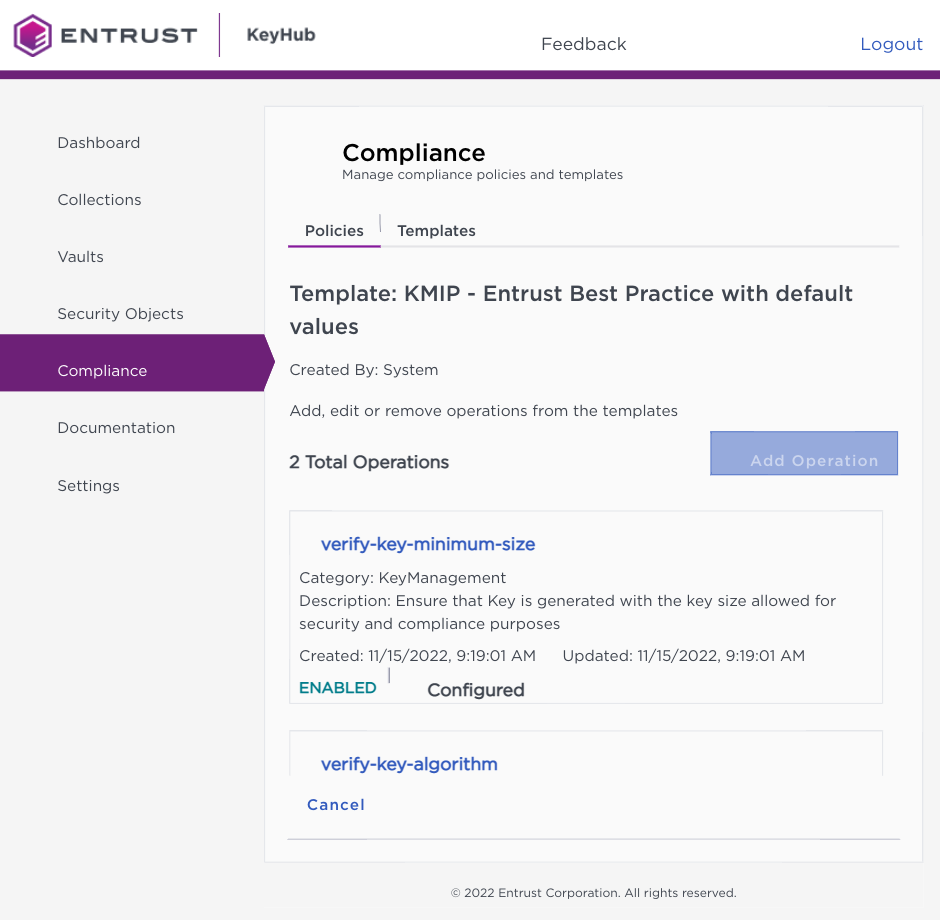 ENTRUST KeyHub
Feedback
Logout
Dashboard
Collections
Vaults
Security Objects
Compliance
Documentation
Settings
Compliance
Manage compliance policies and templates
Policies
Templates
Template: KMIP - Entrust Best Practice with default
values
Created By: System
Add, edit or remove operations from the templates
2 Total Operations
Add Operation
verify-key-minimum-size
Category: KeyManagement
Description: Ensure that Key is generated with the key size allowed for
security and compliance purposes
Created: 11/15/2022, 9:19:01 AM Updated: 11/15/2022, 9:19:01 AM
ENABLED Configured
verify-key-algorithm
Cancel
© 2022 Entrust Corporation. All rights reserved.